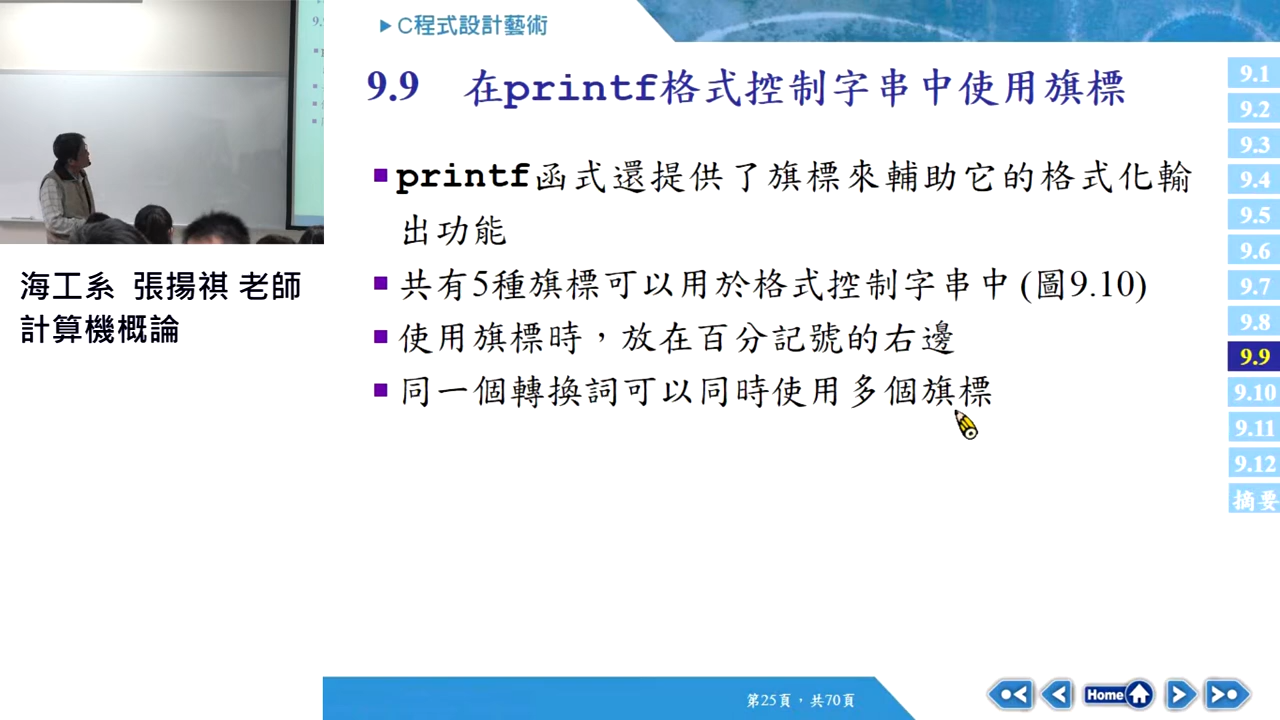 C程式設計藝術
9.9 在printf格式控制字串中使用旗標
printf函式還提供了旗標來輔助它的格式化輸
出功能
共有5種旗標可以用於格式控制字串中 (圖9.10)
使用旗標時，放在百分記號的右邊
同一個轉換詞可以同時使用多個旗標
海工系 張揚祺 老師
計算機概論
9.1
9.2
9.3
9.4
9.5
9.6
9.7
9.8
9.9
9.10
9.11
9.12
摘要
第25頁，共70頁
Home